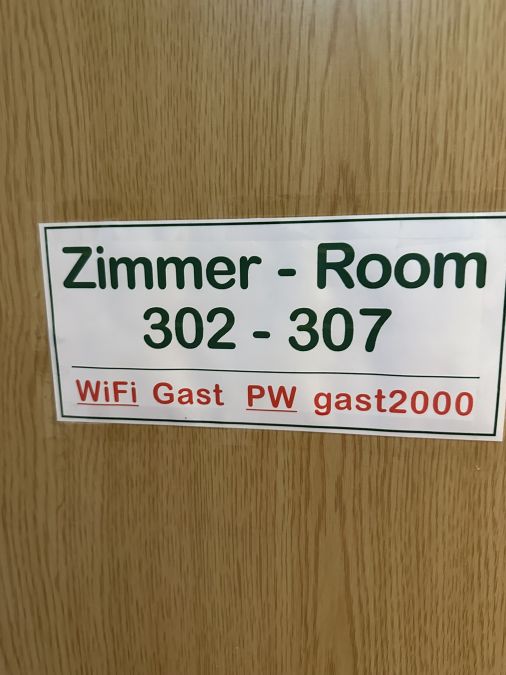 Zimmer - Room
302 - 307
WiFi Gast PW gast2000